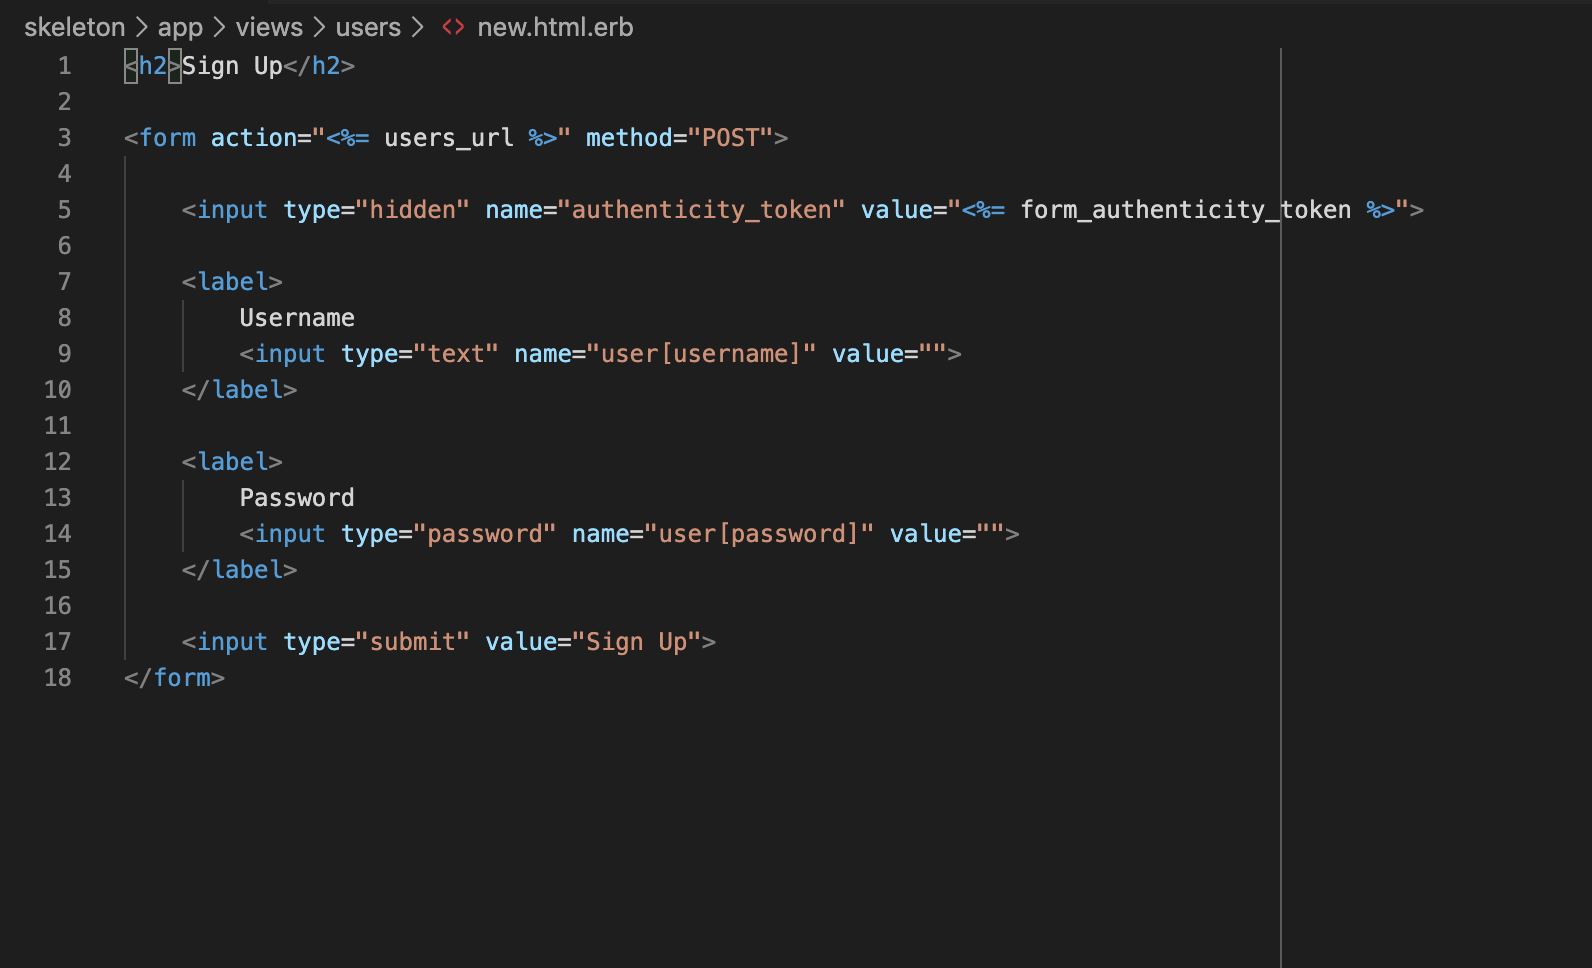 skeleton > app > views > users > <> new.html.erb
1 <h2>Sign Up</h2>
2
3 <form action="<%= users_url %>" method="POST">
4
5     <input type="hidden" name="authenticity_token" value="<%= form_authenticity_token %>">
6
7     <label>
8         Username
9         <input type="text" name="user[username]" value="">
10     </label>
11
12     <label>
13         Password
14         <input type="password" name="user[password]" value="">
15     </label>
16
17     <input type="submit" value="Sign Up">
18 </form>